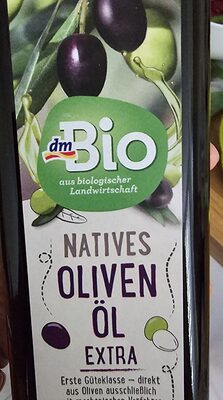 dm
Bio
aus biologischer
Landwirtschaft
NATIVES
OLIVEN
ÖL
EXTRA
Erste Güteklasse – direkt
aus Oliven ausschließlich